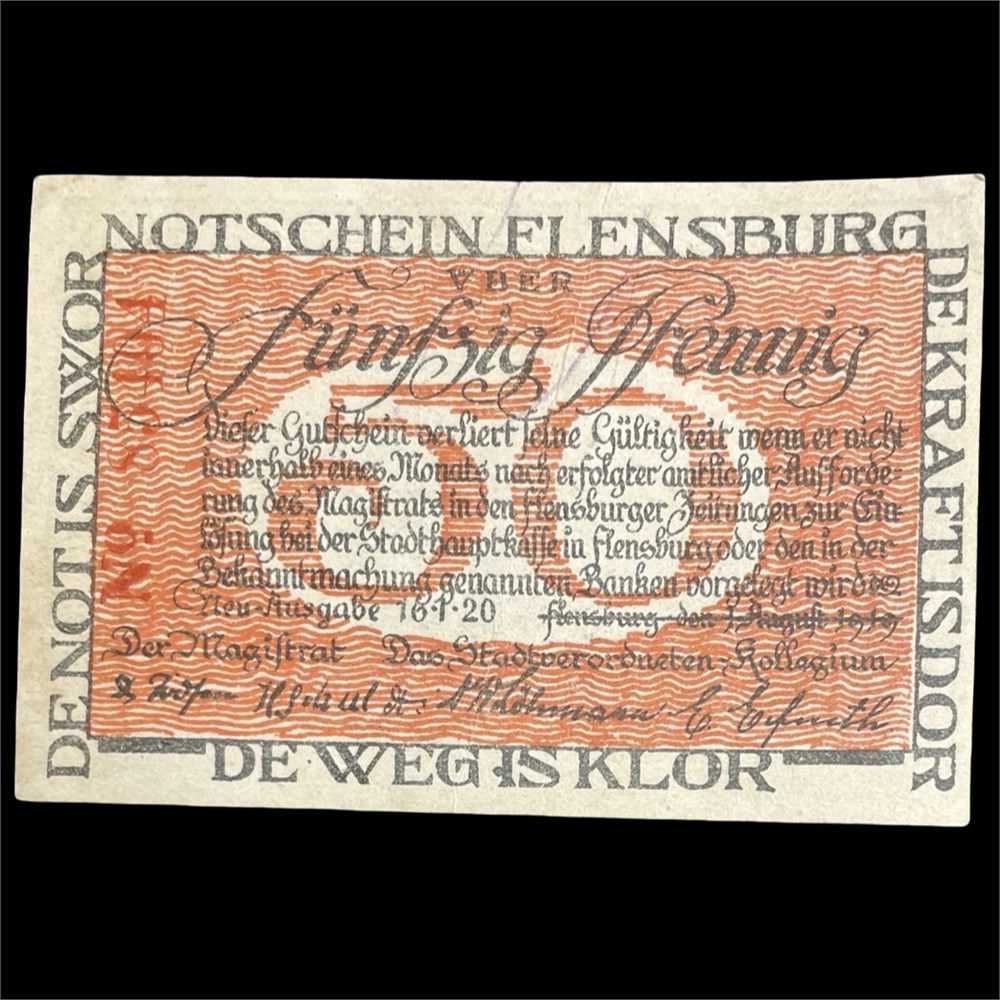 NOTSCHEIN FLENSBURG
VBER
Fünfzig Pfennig
50
Dieser Gutschein verliert seine Gültigkeit wenn er nicht
innerhalb eines Monats nach erfolgter amtlicher Aufforde-
rung des Magistrats in den Flensburger Zeitungen zur Ein-
lösung bei der Stadthauptkasse in Flensburg oder den in der
Bekanntmachung genannten Banken vorgelegt wird
Neu-Ausgabe 16·1·20 Flensburg den 1 August 1919
Der Magistrat Das Stadtverordneten-Kollegium
DE NOT IS SWOR
DE KRAFT IS DOR
DE WEG IS KLOR
No